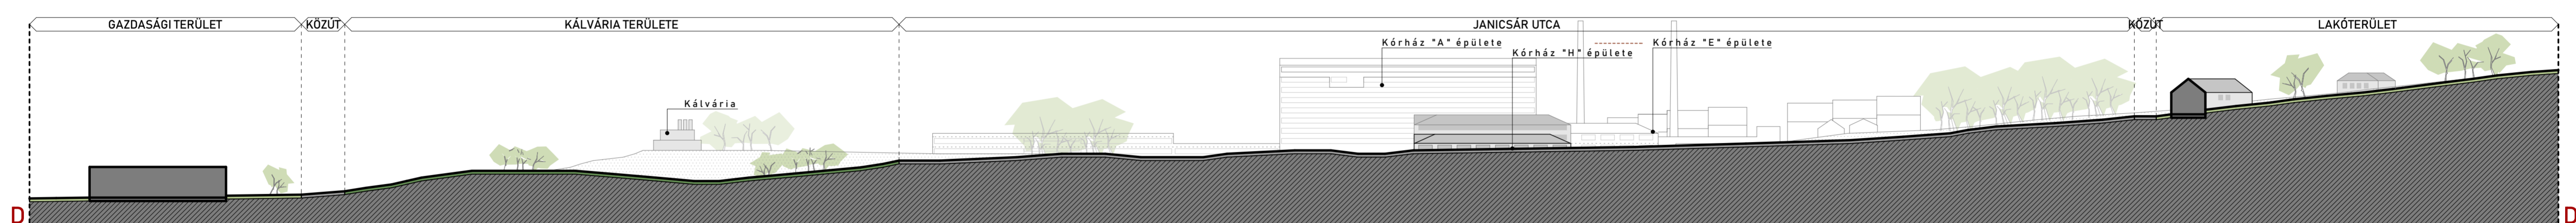 GAZDASÁGI TERÜLET
KÖZÚT
KÁLVÁRIA TERÜLETE
JANICSÁR UTCA
KÖZÚT
LAKÓTERÜLET
Kórház "A" épülete
Kórház "H" épülete
Kórház "E" épülete
Kálvária
D
D